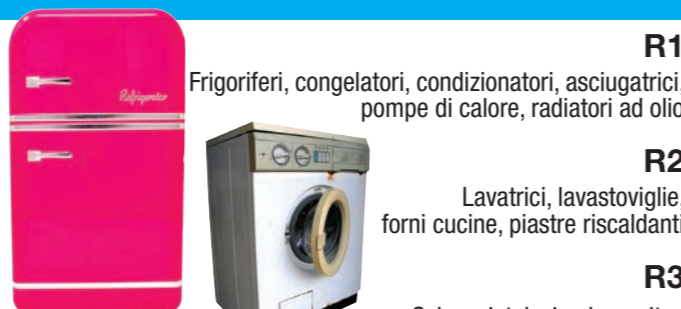 R1
Refrigerator
Frigoriferi, congelatori, condizionatori, asciugatrici,
pompe di calore, radiatori ad olio
R2
Lavatrici, lavastoviglie,
forni cucine, piastre riscaldanti
R3